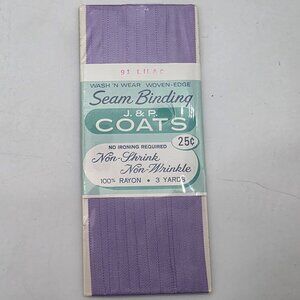 91 LILAC
WASH 'N WEAR WOVEN-EDGE
Seam Binding
J. & P.
COATS
25¢
NO IRONING REQUIRED
Non-Shrink
Non-Wrinkle
100% RAYON • 3 YARDS